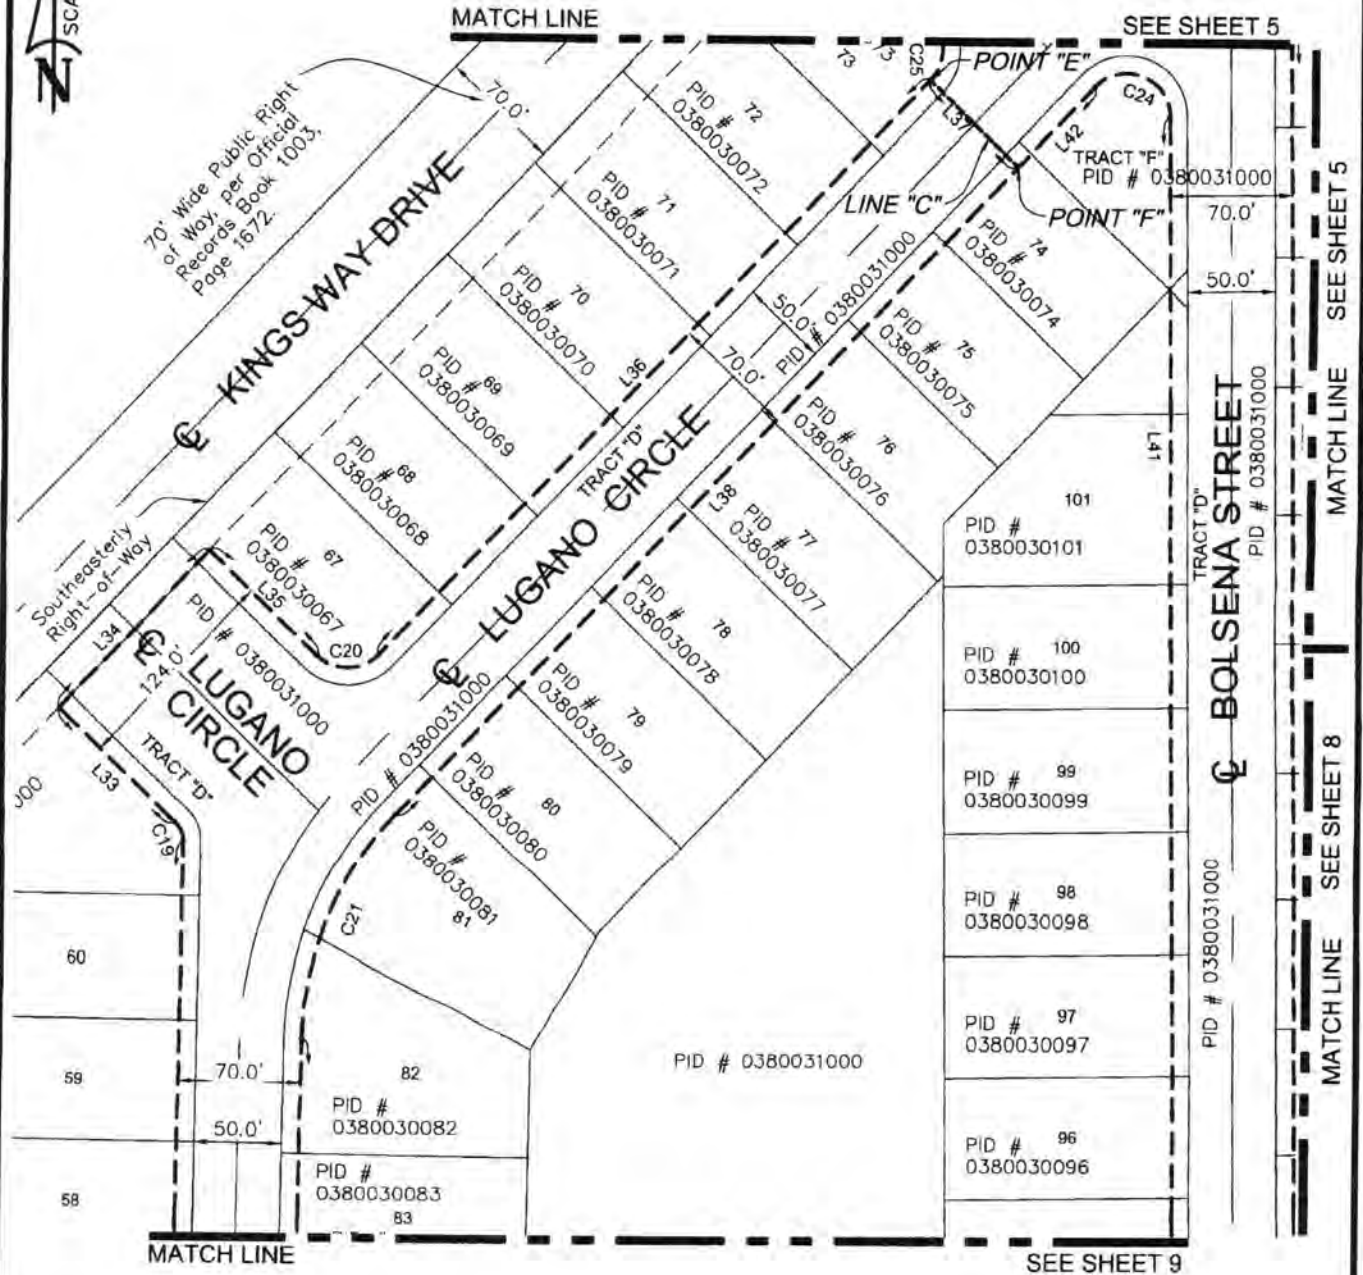 SCA
N
MATCH LINE
SEE SHEET 5
70' Wide Public Right
of Way, per Official
Records Book 1003,
Page 1672.
70.0'
KINGS WAY DRIVE
73
73
C25
POINT "E"
C24
L37
L42
TRACT "F"
PID # 0380031000
LINE "C"
POINT "F"
70.0'
50.0'
PID # 72
0380030072
PID # 71
0380030071
PID # 70
0380030070
PID # 69
0380030069
PID # 68
0380030068
PID # 67
0380030067
Southeasterly
Right-of-Way
L34
L35
C20
L36
TRACT "D"
50.0'
70.0'
PID # 0380031000
LUGANO CIRCLE
L38
PID # 74
0380030074
PID # 75
0380030075
PID # 76
0380030076
PID # 77
0380030077
PID # 78
0380030078
PID # 79
0380030079
PID # 80
0380030080
PID #
0380030081
81
PID # 0380031000
124.0'
LUGANO
CIRCLE
PID # 0380031000
TRACT "D"
L33
C19
000
C21
60
59
58
70.0'
50.0'
82
PID #
0380030082
PID #
0380030083
83
PID # 0380031000
L41
101
PID #
0380030101
PID # 100
0380030100
PID # 99
0380030099
PID # 98
0380030098
PID # 97
0380030097
PID # 96
0380030096
TRACT "D"
BOLSENA STREET
PID # 0380031000
PID # 0380031000
MATCH LINE SEE SHEET 5
MATCH LINE SEE SHEET 8
MATCH LINE
SEE SHEET 9